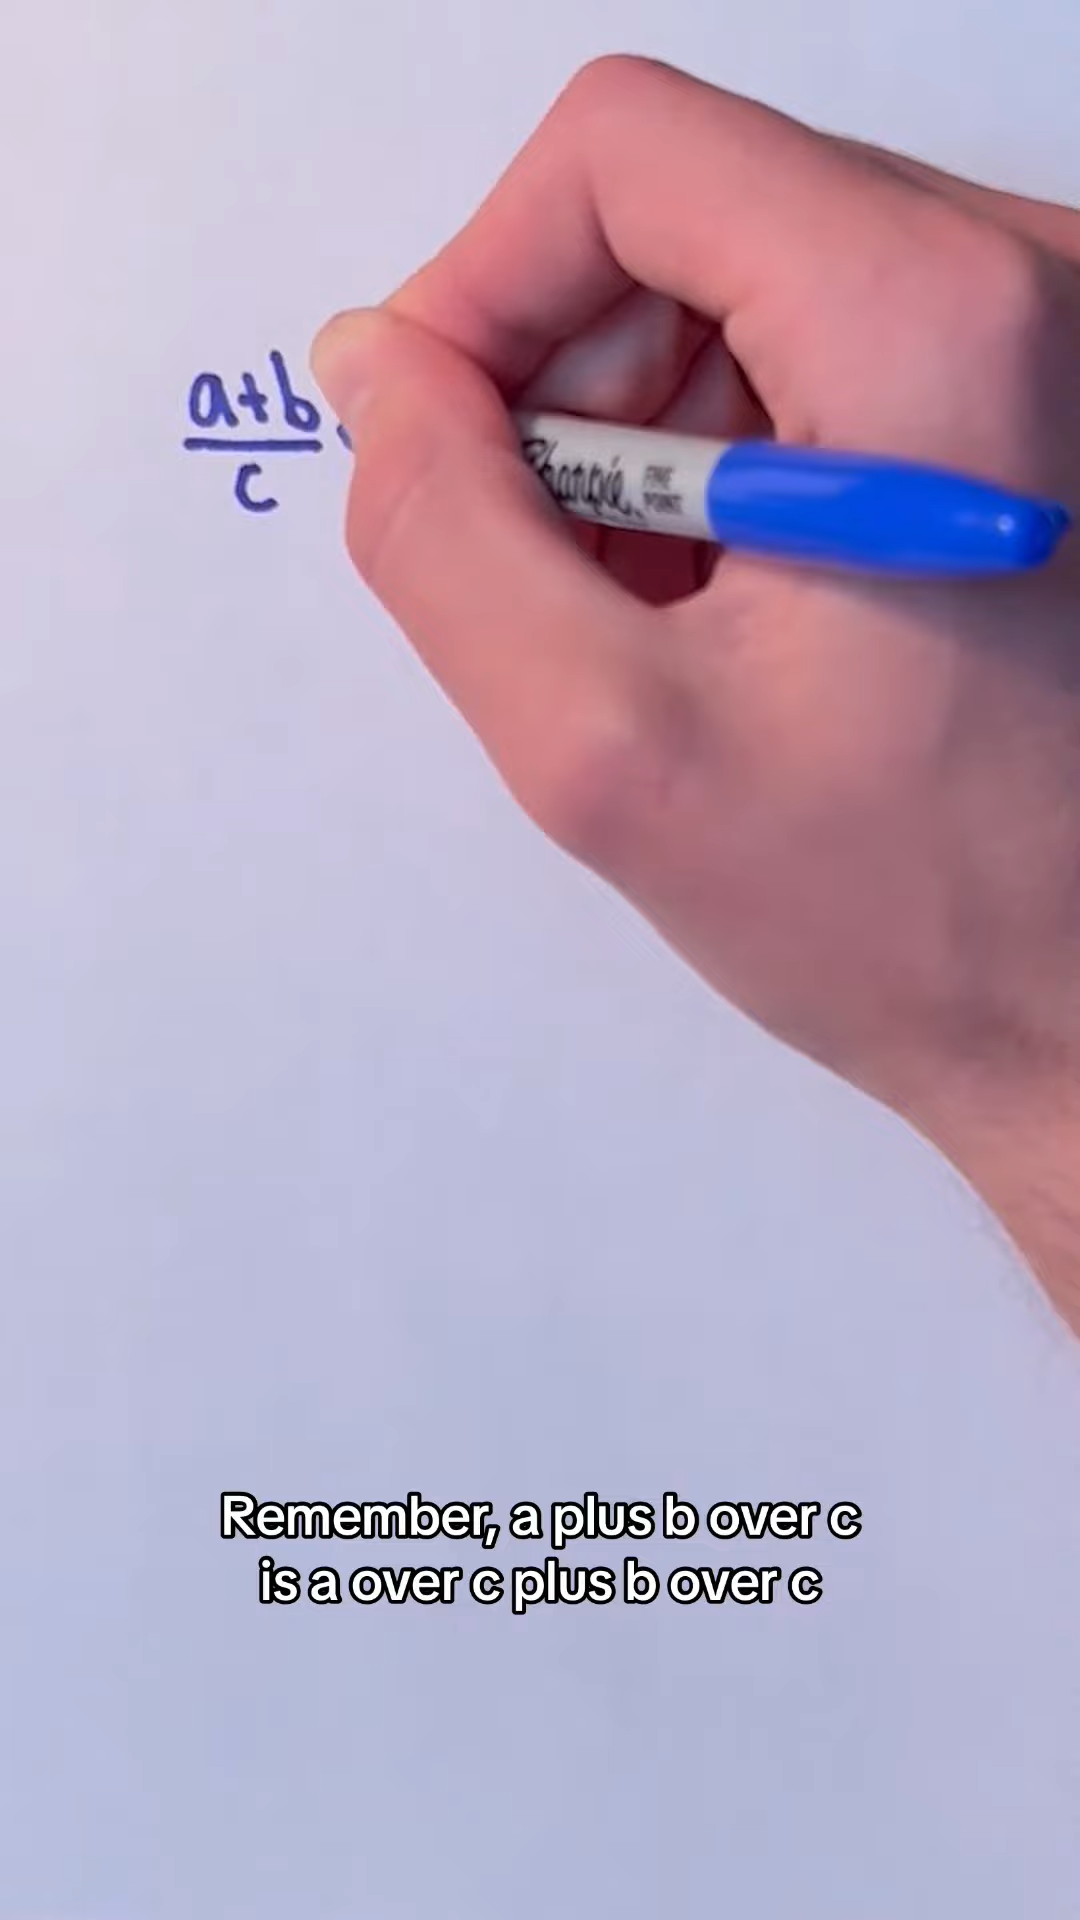 a+b
c
Sharpie.
FINE
POINT
Remember, a plus b over c
is a over c plus b over c